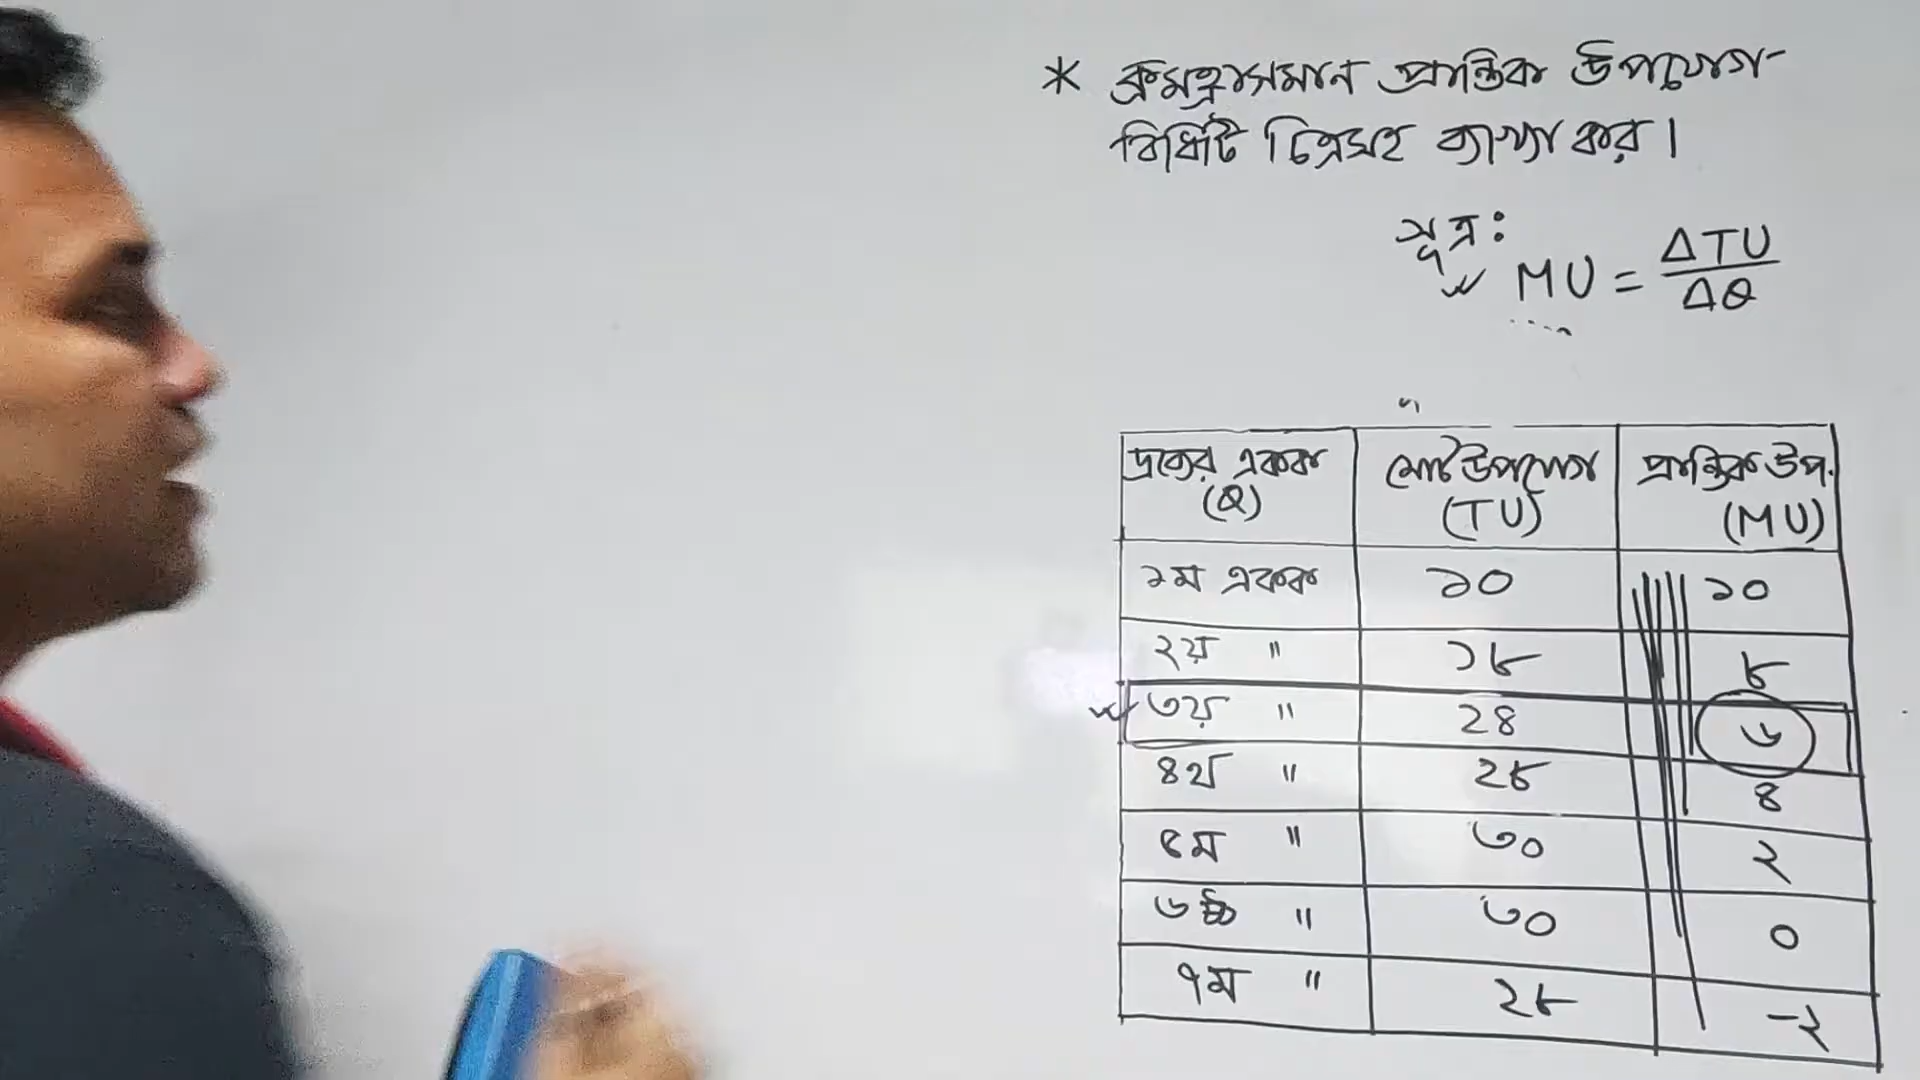 * ক্রমহ্রাসমান প্রান্তিক উপযোগ
বিধিটি চিত্রসহ ব্যাখ্যা কর।
সূত্র:
MU = ΔTU/ΔQ
দ্রব্যের একক (Q) মোট উপযোগ (TU) প্রান্তিক উপ. (MU)
১ম একক ১০ ১০
২য় " ১৮ ৮
৩য় " ২৪ ৬
৪র্থ " ২৮ ৪
৫ম " ৩০ ২
৬ষ্ঠ " ৩০ ০
৭ম " ২৮ -২